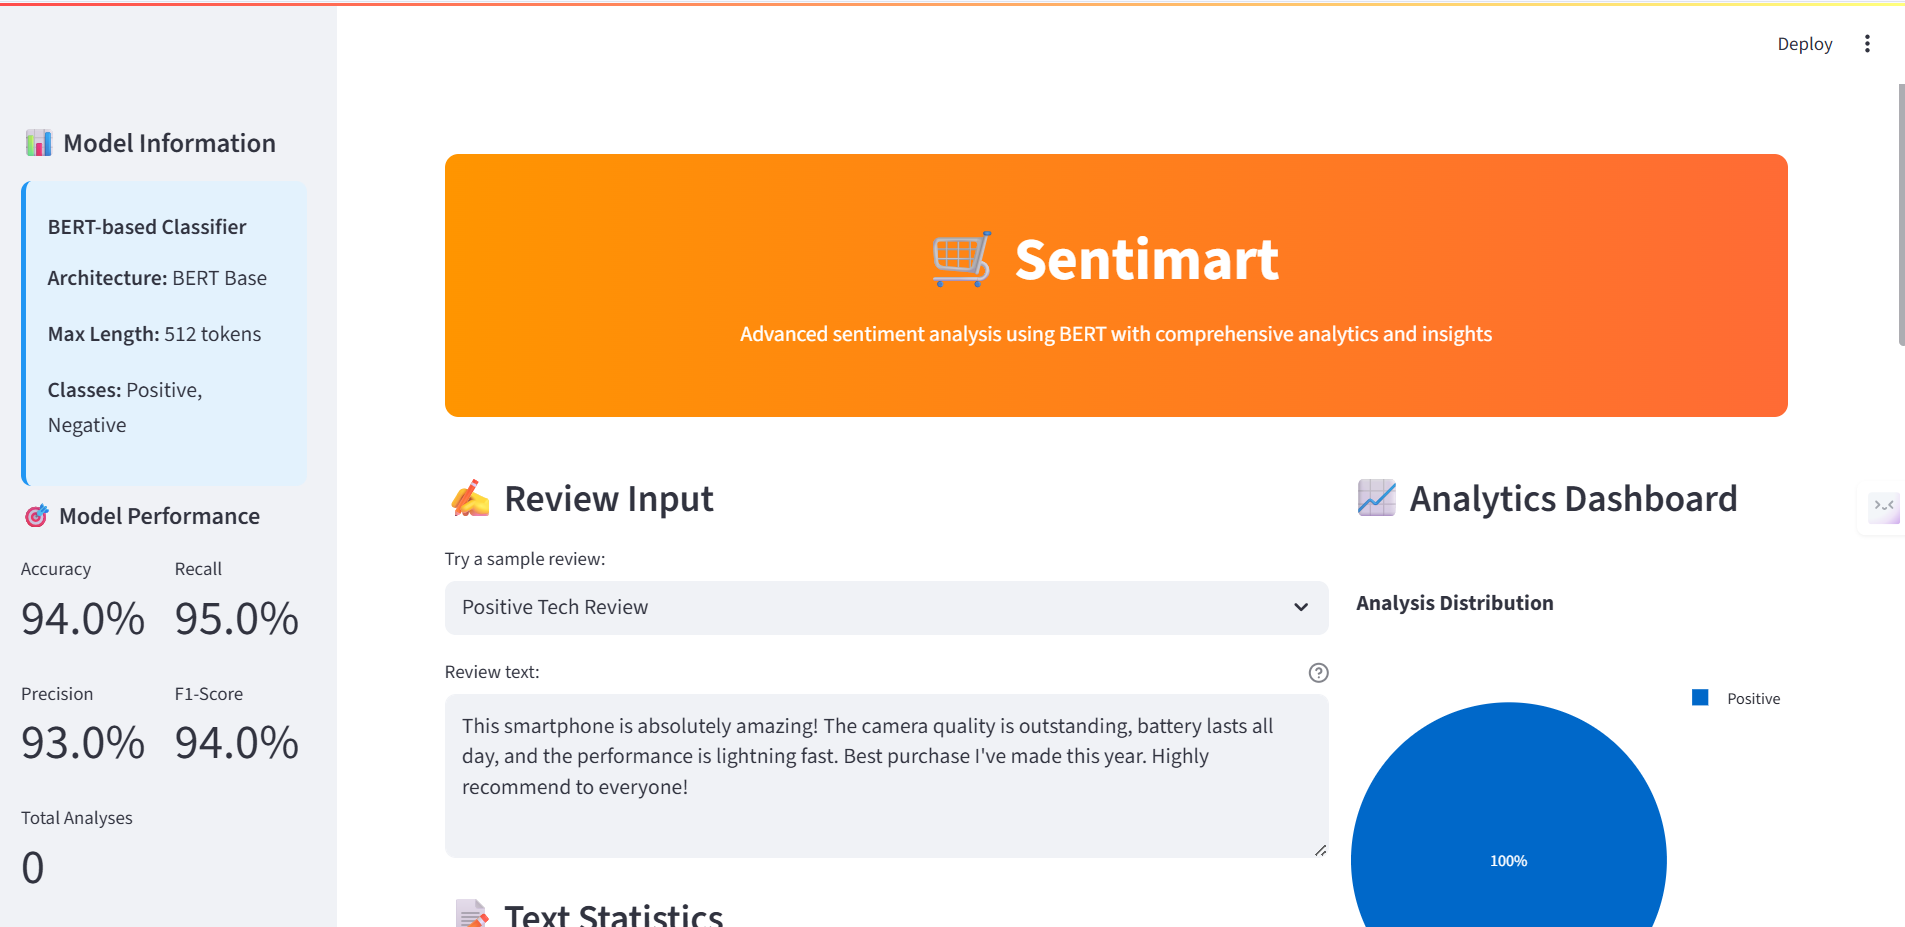 Deploy
Model Information
BERT-based Classifier
Architecture: BERT Base
Max Length: 512 tokens
Classes: Positive,
Negative
Model Performance
Accuracy
Recall
94.0%
95.0%
Precision
F1-Score
93.0%
94.0%
Total Analyses
0
Sentimart
Advanced sentiment analysis using BERT with comprehensive analytics and insights
Review Input
Try a sample review:
Positive Tech Review
Review text:
This smartphone is absolutely amazing! The camera quality is outstanding, battery lasts all
day, and the performance is lightning fast. Best purchase I've made this year. Highly
recommend to everyone!
Text Statistics
Analytics Dashboard
Analysis Distribution
Positive
100%